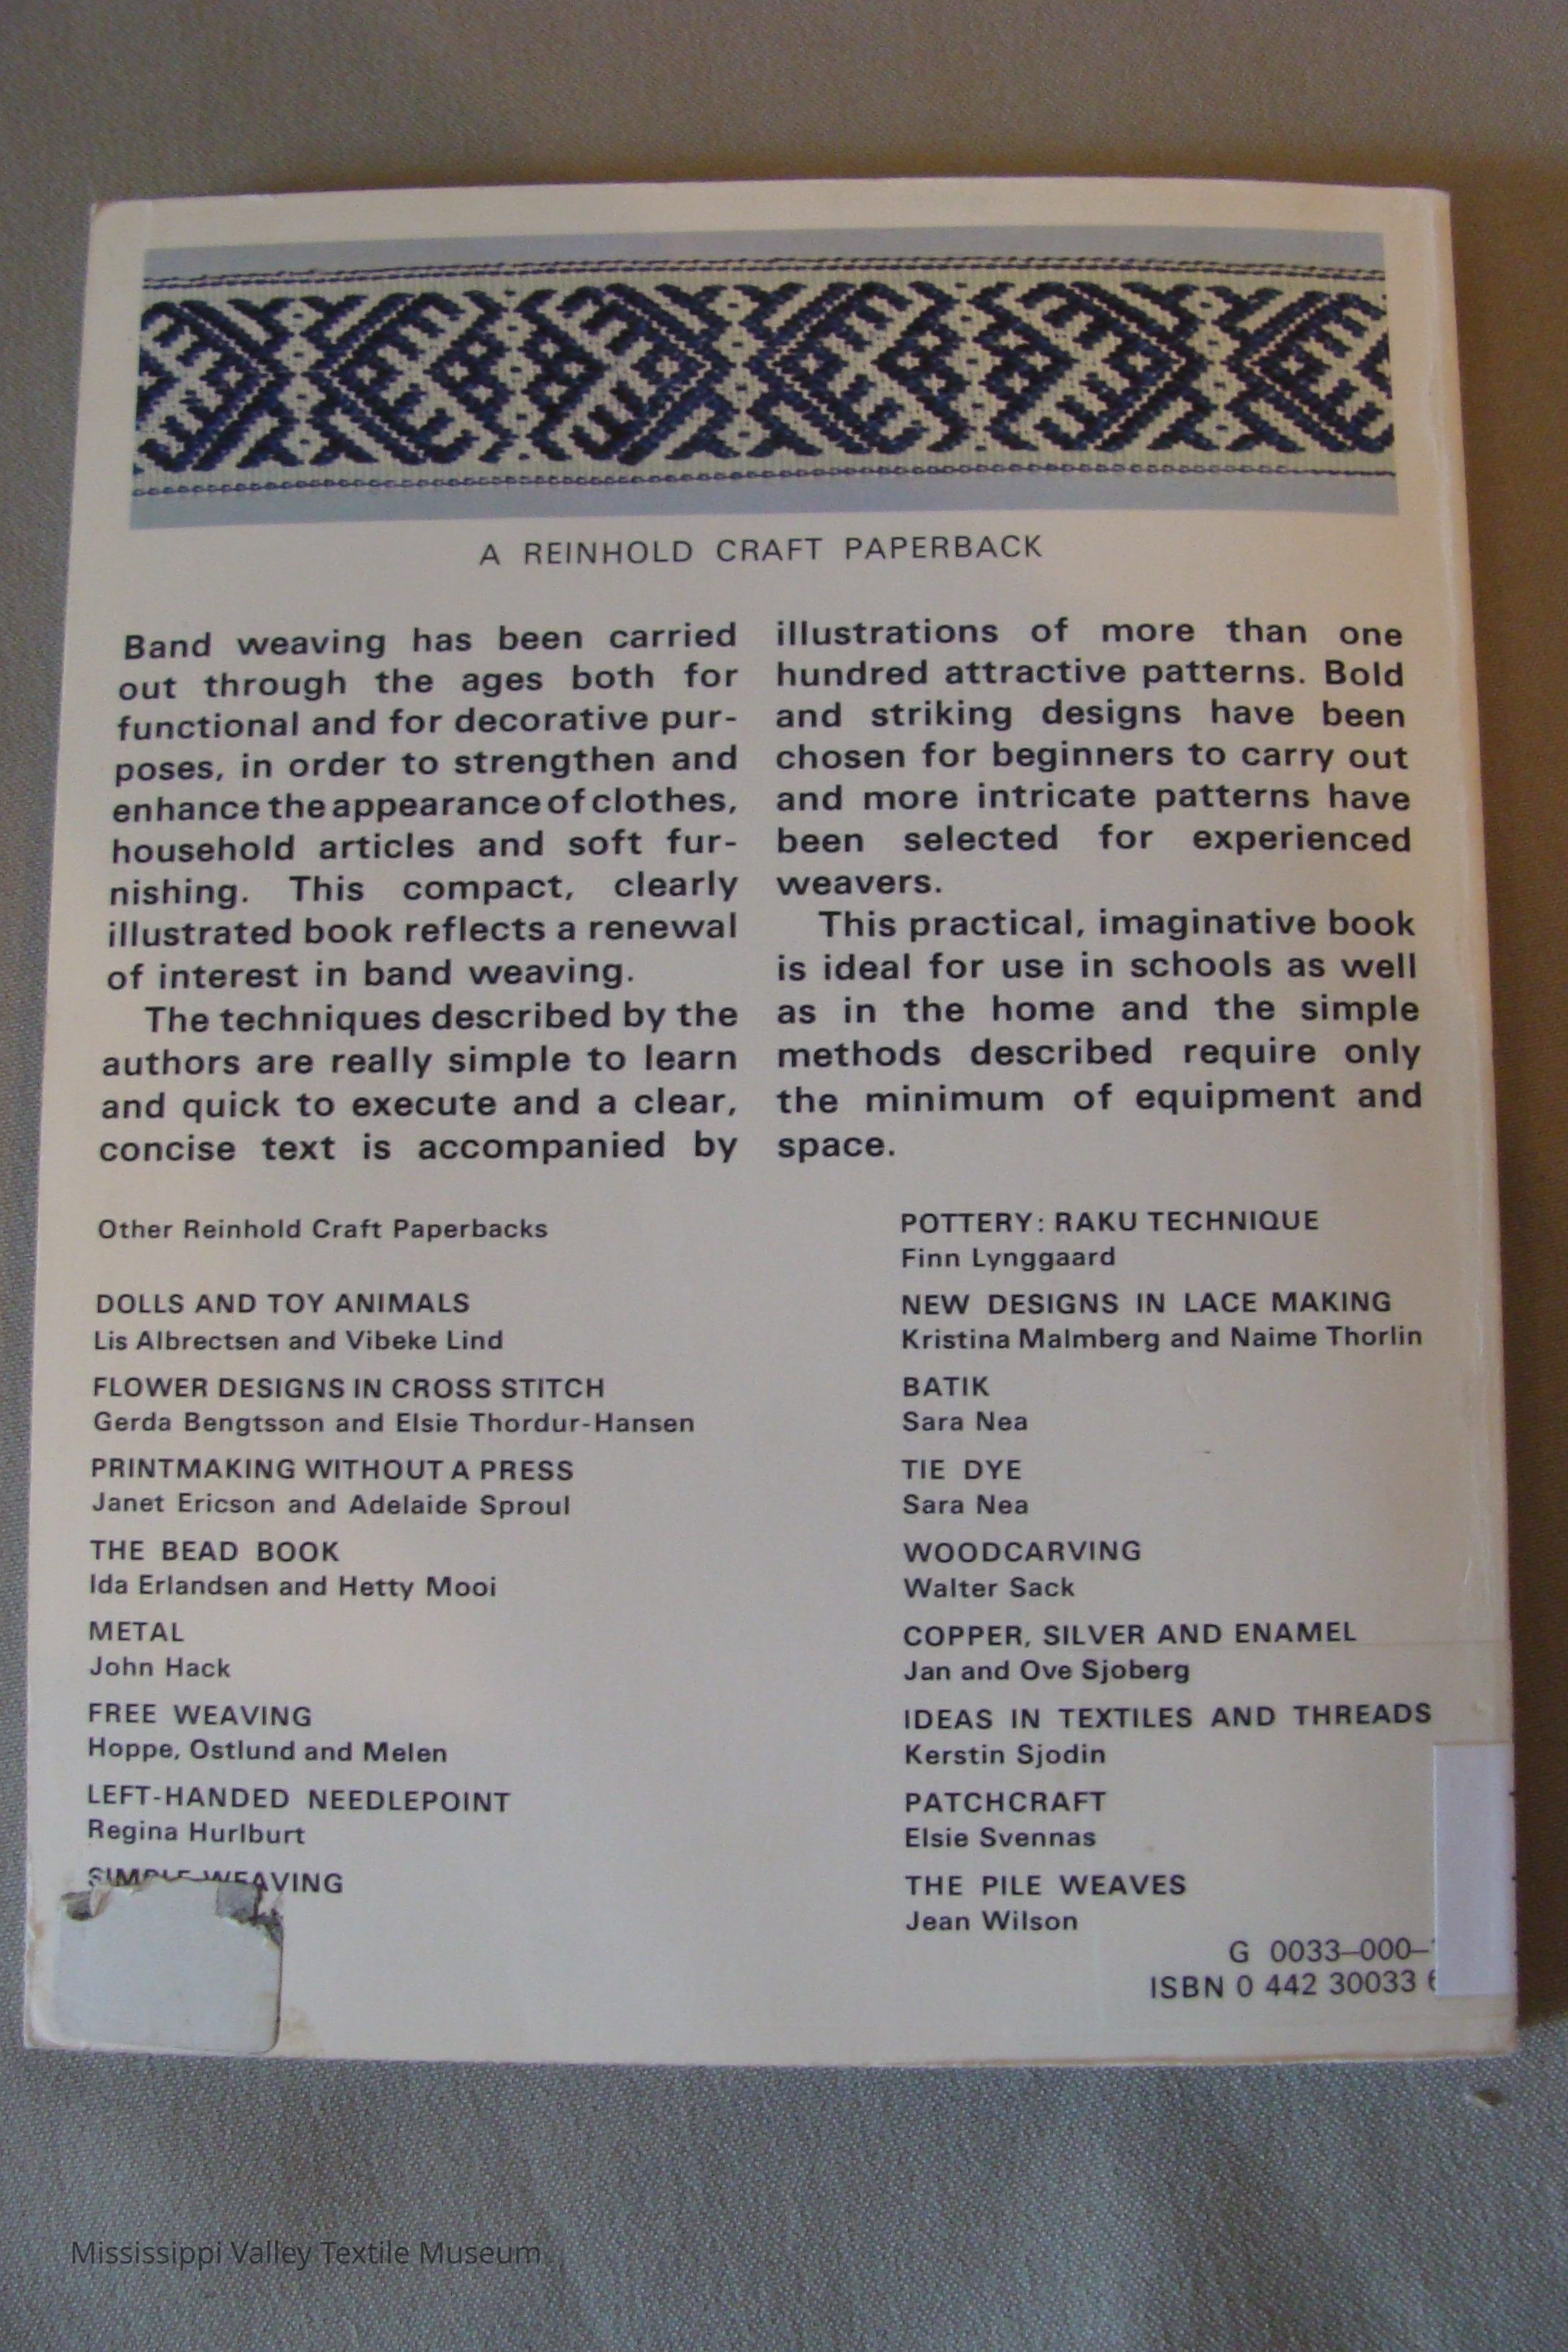 A REINHOLD CRAFT PAPERBACK
Band weaving has been carried
out through the ages both for
functional and for decorative pur-
poses, in order to strengthen and
enhance the appearance of clothes,
household articles and soft fur-
nishing. This compact, clearly
illustrated book reflects a renewal
of interest in band weaving.
The techniques described by the
authors are really simple to learn
and quick to execute and a clear,
concise text is accompanied by
illustrations of more than one
hundred attractive patterns. Bold
and striking designs have been
chosen for beginners to carry out
and more intricate patterns have
been selected for experienced
weavers.
This practical, imaginative book
is ideal for use in schools as well
as in the home and the simple
methods described require only
the minimum of equipment and
space.
Other Reinhold Craft Paperbacks
DOLLS AND TOY ANIMALS
Lis Albrectsen and Vibeke Lind
FLOWER DESIGNS IN CROSS STITCH
Gerda Bengtsson and Elsie Thordur-Hansen
PRINTMAKING WITHOUT A PRESS
Janet Ericson and Adelaide Sproul
THE BEAD BOOK
Ida Erlandsen and Hetty Mooi
METAL
John Hack
FREE WEAVING
Hoppe, Ostlund and Melen
LEFT-HANDED NEEDLEPOINT
Regina Hurlburt
SIMPLE WEAVING
POTTERY: RAKU TECHNIQUE
Finn Lynggaard
NEW DESIGNS IN LACE MAKING
Kristina Malmberg and Naime Thorlin
BATIK
Sara Nea
TIE DYE
Sara Nea
WOODCARVING
Walter Sack
COPPER, SILVER AND ENAMEL
Jan and Ove Sjoberg
IDEAS IN TEXTILES AND THREADS
Kerstin Sjodin
PATCHCRAFT
Elsie Svennas
THE PILE WEAVES
Jean Wilson
G 0033-000-
ISBN 0 442 30033
Mississippi Valley Textile Museum